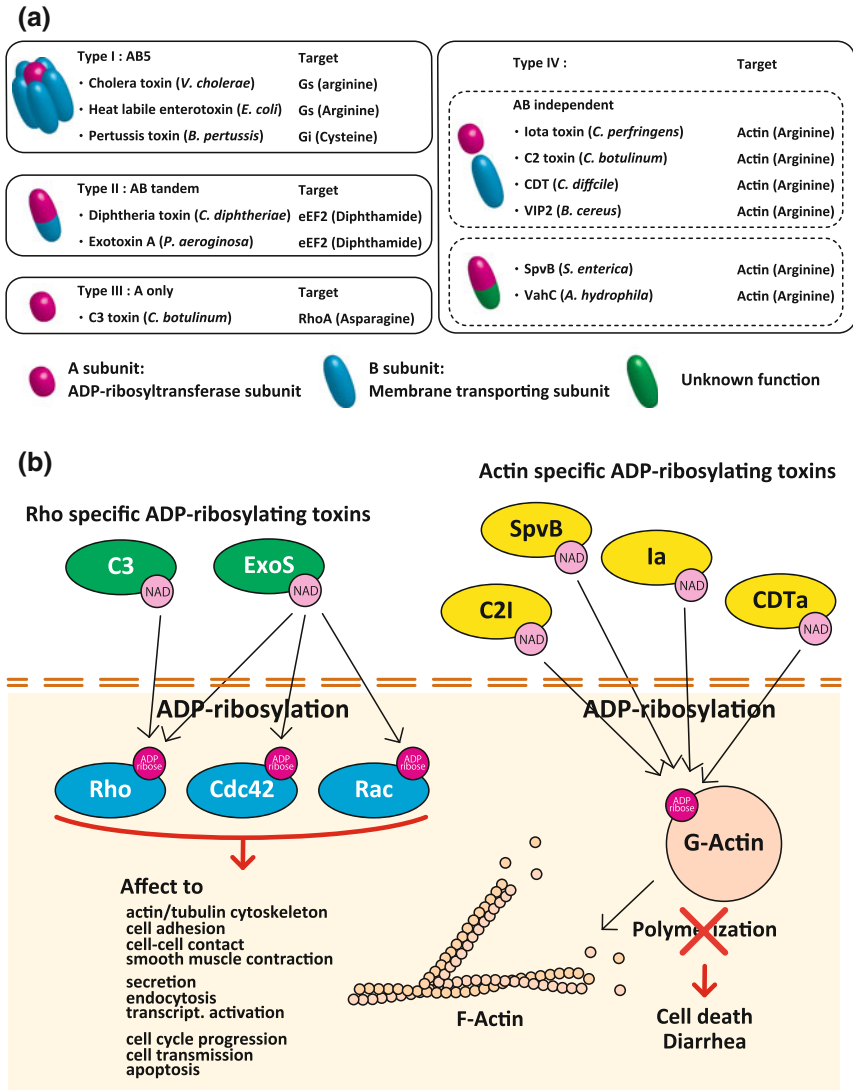 (a)
Type I : AB5 Target
・Cholera toxin (V. cholerae) Gs (arginine)
・Heat labile enterotoxin (E. coli) Gs (Arginine)
・Pertussis toxin (B. pertussis) Gi (Cysteine)
Type II : AB tandem Target
・Diphtheria toxin (C. diphtheriae) eEF2 (Diphthamide)
・Exotoxin A (P. aeroginosa) eEF2 (Diphthamide)
Type III : A only Target
・C3 toxin (C. botulinum) RhoA (Asparagine)
Type IV : Target
AB independent
・Iota toxin (C. perfringens) Actin (Arginine)
・C2 toxin (C. botulinum) Actin (Arginine)
・CDT (C. diffcile) Actin (Arginine)
・VIP2 (B. cereus) Actin (Arginine)
・SpvB (S. enterica) Actin (Arginine)
・VahC (A. hydrophila) Actin (Arginine)
A subunit:
ADP-ribosyltransferase subunit
B subunit:
Membrane transporting subunit
Unknown function
(b)
Rho specific ADP-ribosylating toxins
C3
NAD
ExoS
NAD
Actin specific ADP-ribosylating toxins
SpvB
NAD
Ia
NAD
C2I
NAD
CDTa
NAD
ADP-ribosylation
ADP-ribosylation
ADP
ribose
Rho
ADP
ribose
Cdc42
ADP
ribose
Rac
ADP
ribose
G-Actin
Affect to
actin/tubulin cytoskeleton
cell adhesion
cell-cell contact
smooth muscle contraction
secretion
endocytosis
transcript. activation
cell cycle progression
cell transmission
apoptosis
F-Actin
Polymerization
Cell death
Diarrhea